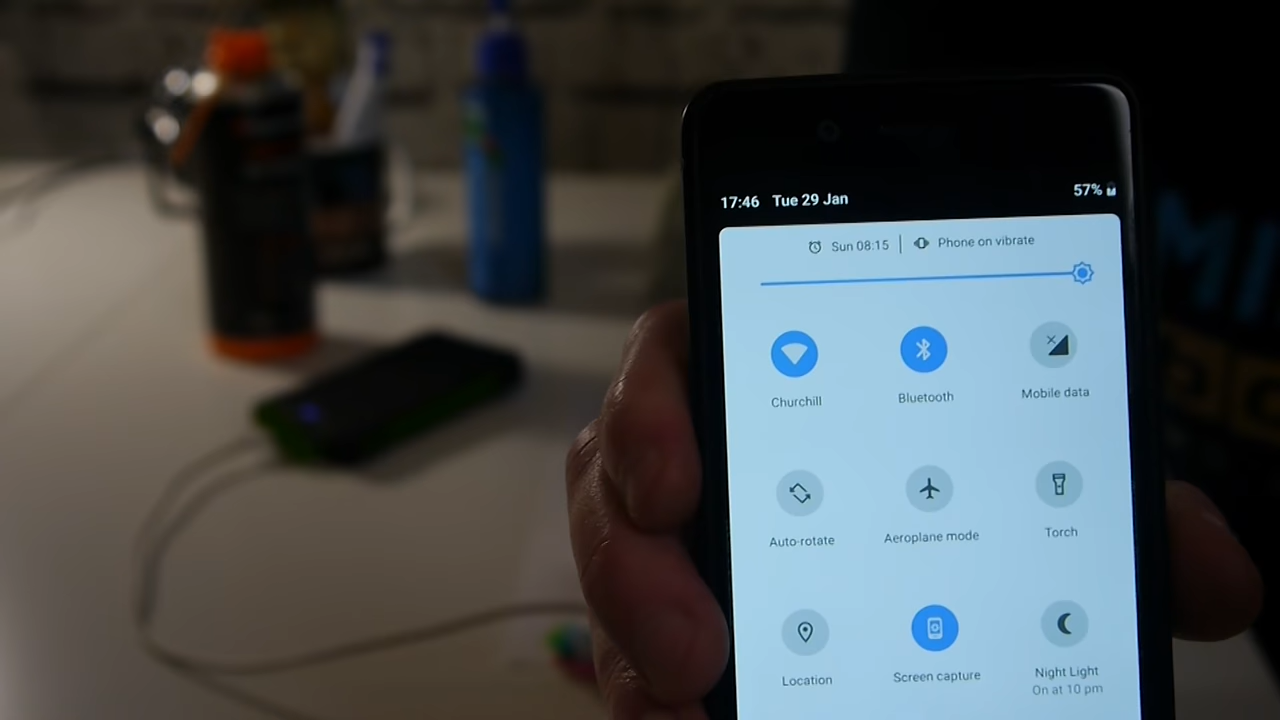 17:46 Tue 29 Jan 57%
Sun 08:15 Phone on vibrate
Churchill Bluetooth Mobile data
Auto-rotate Aeroplane mode Torch
Location Screen capture Night Light
On at 10 pm